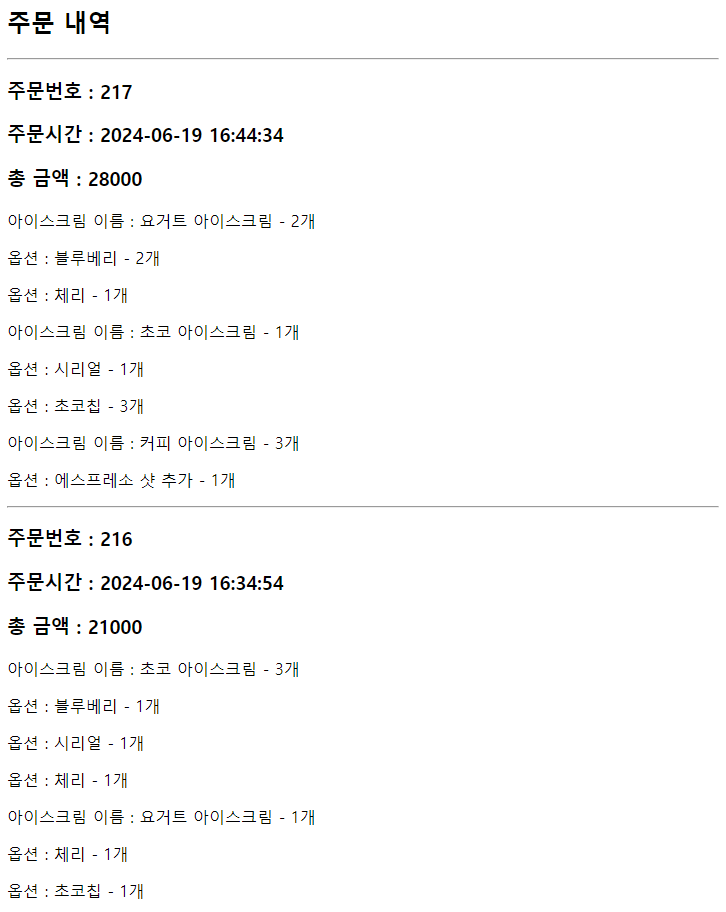 주문 내역
주문번호 : 217
주문시간 : 2024-06-19 16:44:34
총 금액 : 28000
아이스크림 이름 : 요거트 아이스크림 - 2개
옵션 : 블루베리 - 2개
옵션 : 체리 - 1개
아이스크림 이름 : 초코 아이스크림 - 1개
옵션 : 시리얼 - 1개
옵션 : 초코칩 - 3개
아이스크림 이름 : 커피 아이스크림 - 3개
옵션 : 에스프레소 샷 추가 - 1개
주문번호 : 216
주문시간 : 2024-06-19 16:34:54
총 금액 : 21000
아이스크림 이름 : 초코 아이스크림 - 3개
옵션 : 블루베리 - 1개
옵션 : 시리얼 - 1개
옵션 : 체리 - 1개
아이스크림 이름 : 요거트 아이스크림 - 1개
옵션 : 체리 - 1개
옵션 : 초코칩 - 1개